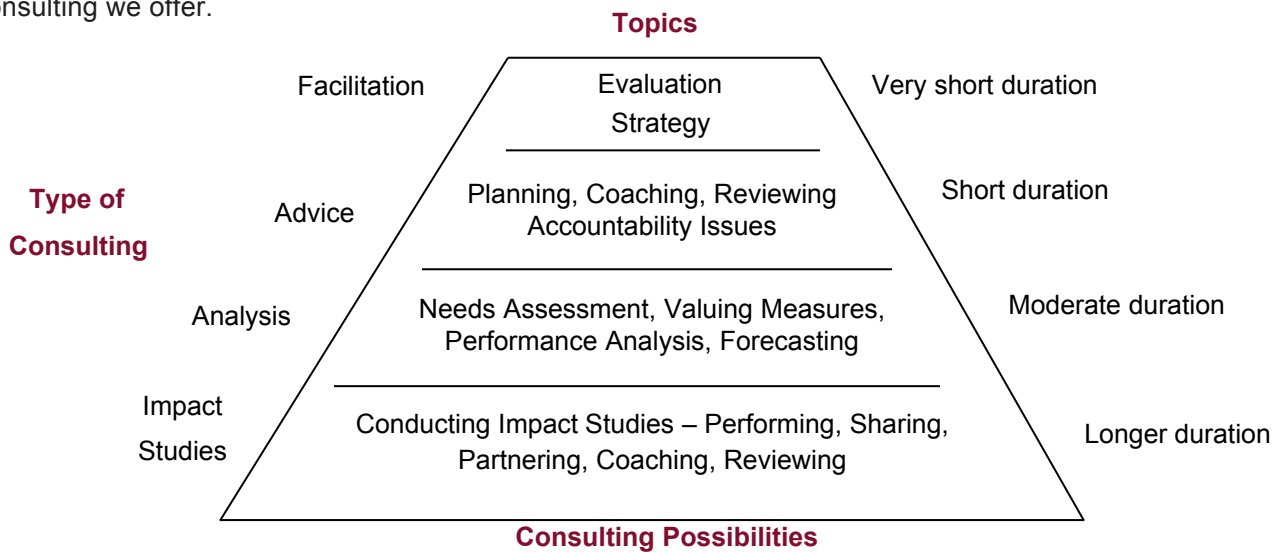 consulting we offer.
Topics
Facilitation
Evaluation
Strategy
Very short duration
Type of
Consulting
Advice
Planning, Coaching, Reviewing
Accountability Issues
Short duration
Analysis
Needs Assessment, Valuing Measures,
Performance Analysis, Forecasting
Moderate duration
Impact
Studies
Conducting Impact Studies – Performing, Sharing,
Partnering, Coaching, Reviewing
Longer duration
Consulting Possibilities